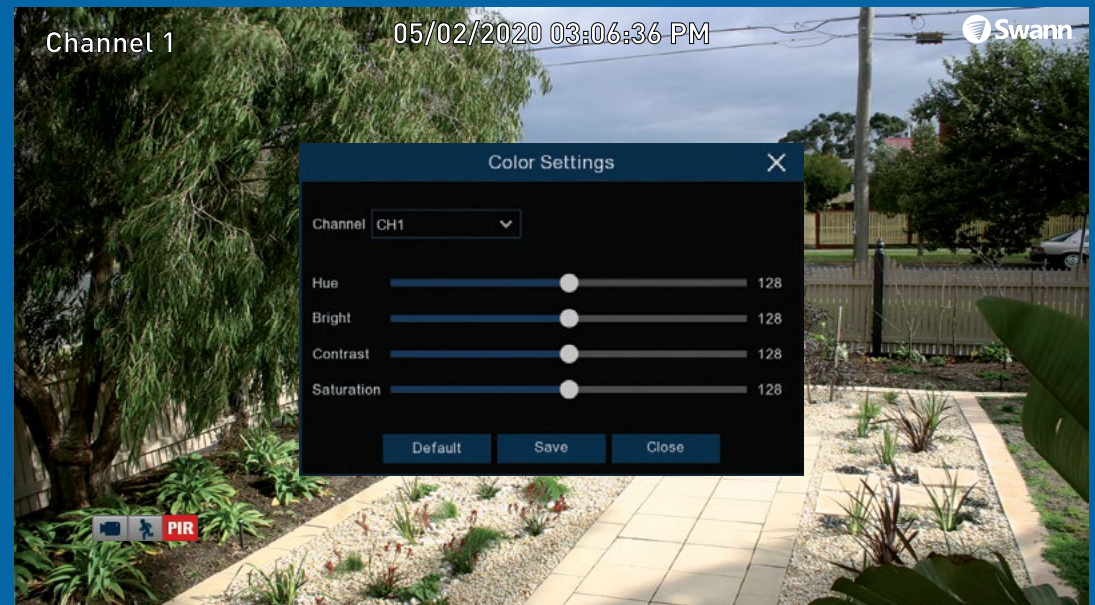 Channel 1
05/02/2020 03:06:36 PM
Swann
Color Settings
Channel CH1
Hue 128
Bright 128
Contrast 128
Saturation 128
Default Save Close
PIR